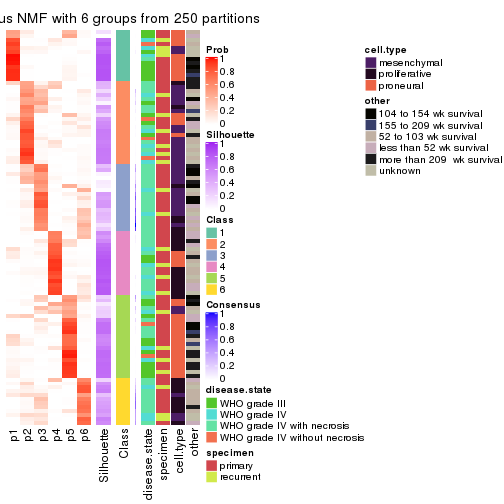 us NMF with 6 groups from 250 partitions
Prob
1
0.8
0.6
0.4
0.2
0
Silhouette
1
0.8
0.6
0.4
0.2
0
Class
1
2
3
4
5
6
Consensus
1
0.8
0.6
0.4
0.2
0
disease.state
WHO grade III
WHO grade IV
WHO grade IV with necrosis
WHO grade IV without necrosis
specimen
primary
recurrent
cell.type
mesenchymal
proliferative
proneural
other
104 to 154 wk survival
155 to 209 wk survival
52 to 103 wk survival
less than 52 wk survival
more than 209  wk survival
unknown
p1
p2
p3
p4
p5
p6
Silhouette
Class
disease.state
specimen
cell.type
other